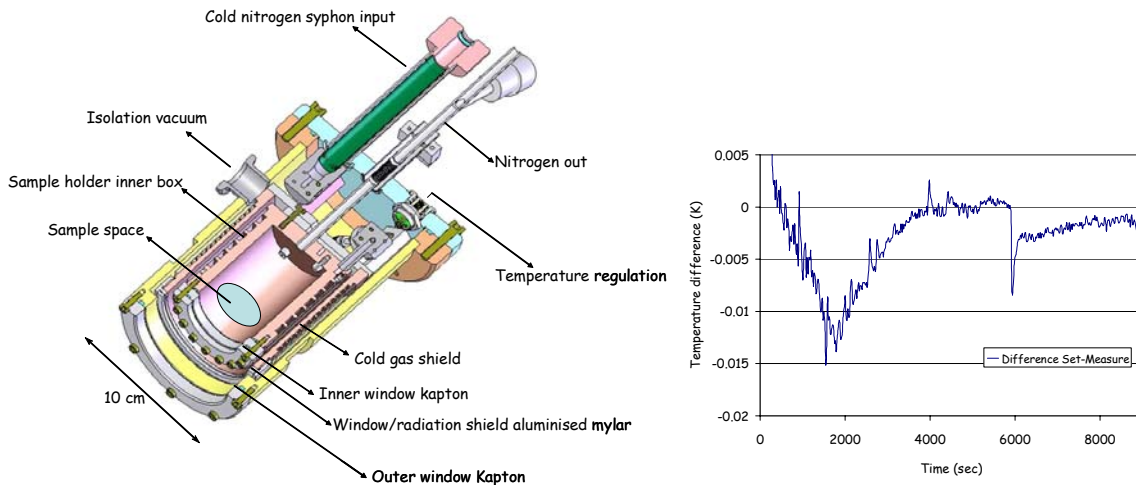 Cold nitrogen syphon input
Isolation vacuum
Nitrogen out
Sample holder inner box
Sample space
Temperature regulation
Cold gas shield
Inner window kapton
10 cm
Window/radiation shield aluminised mylar
Outer window Kapton
0.005
0
-0.005
-0.01
-0.015
-0.02
Temperature difference (K)
Difference Set-Measure
0
2000
4000
6000
8000
Time (sec)